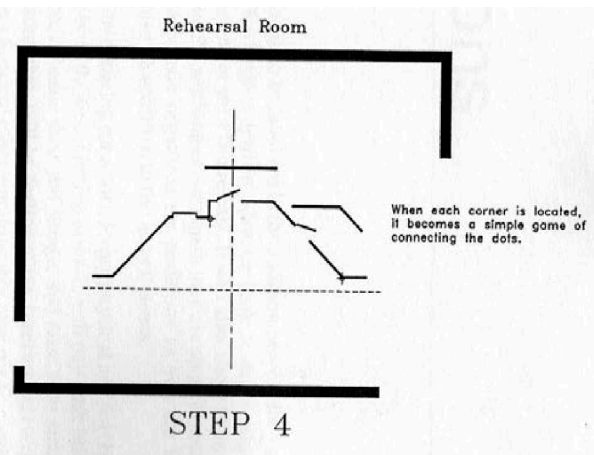 Rehearsal Room
When each corner is located,
it becomes a simple game of
connecting the dots.
STEP 4